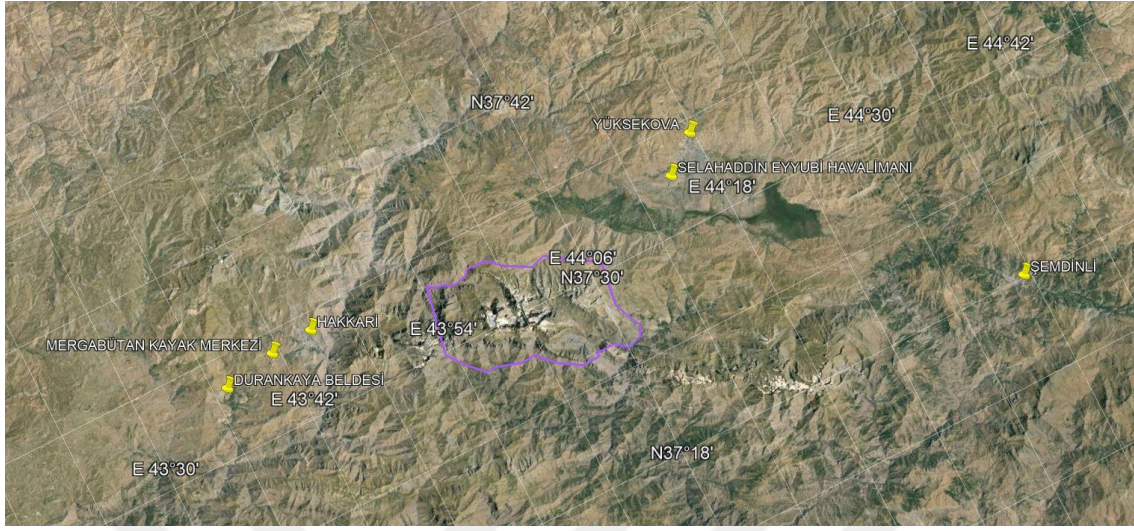 E 44°42'
N37°42'
E 44°30'
YÜKSEKOVA
SELAHADDİN EYYUBİ HAVALİMANI
E 44°18'
E 44°06'
N37°30'
ŞEMDİNLİ
HAKKARİ
E 43°54'
MERGABÜTAN KAYAK MERKEZİ
DURANKAYA BELDESİ
E 43°42'
N37°18'
E 43°30'